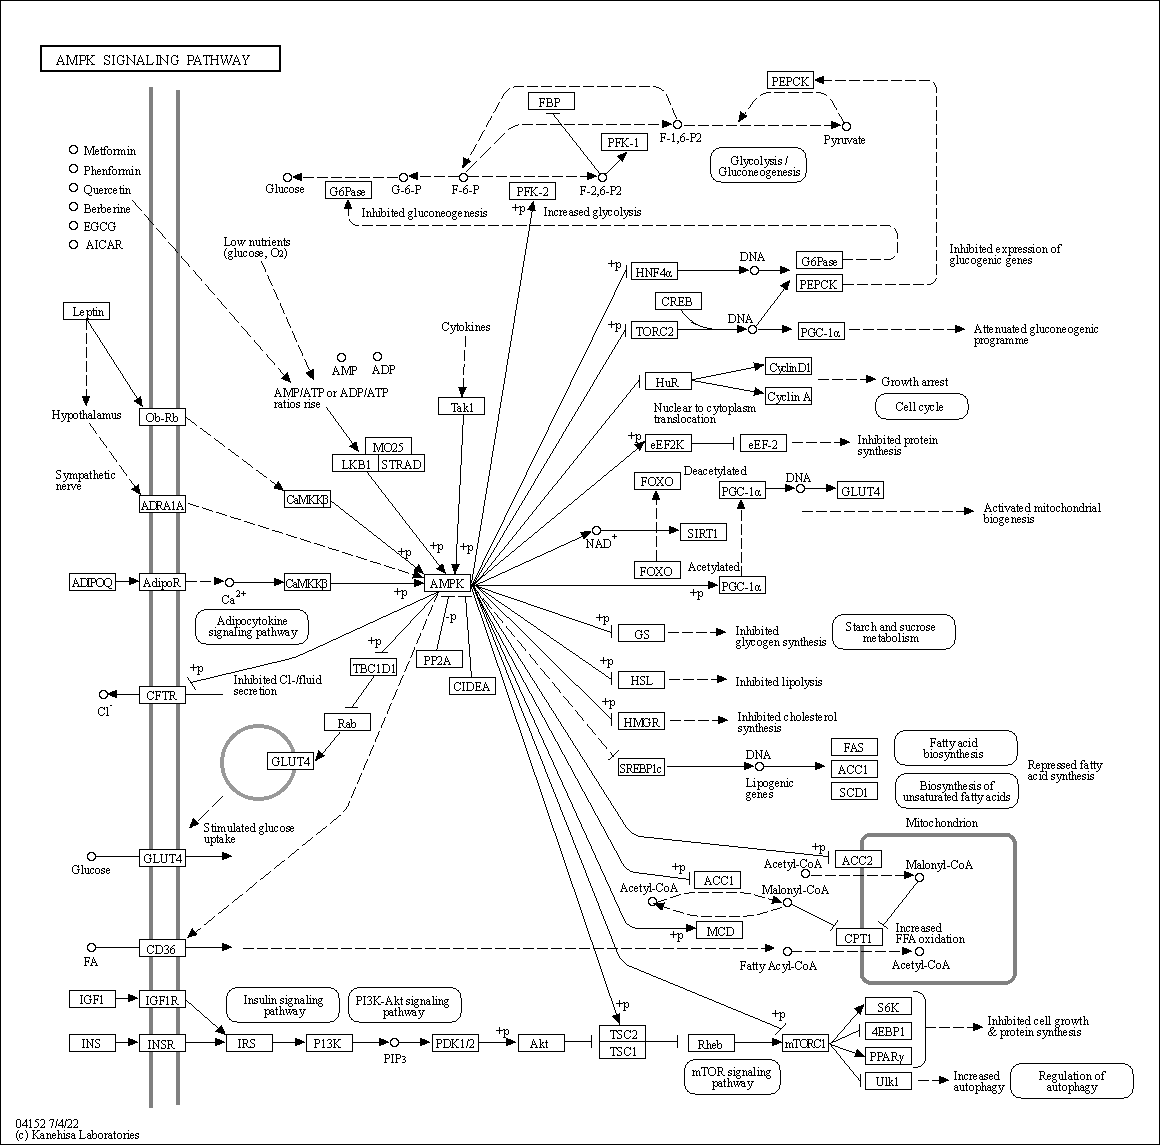 AMPK SIGNALING PATHWAY
PEPCK
FBP
F-1,6-P2
Pyruvate
PFK-1
Metformin
Phenformin
Quercetin
Berberine
EGCG
AICAR
Glycolysis /
Gluconeogenesis
Glucose
G6Pase
G-6-P
F-6-P
PFK-2
F-2,6-P2
+p
Inhibited gluconeogenesis
Increased glycolysis
Low nutrients
(glucose, O2)
Inhibited expression of
glucogenic genes
+p
HNF4α
DNA
G6Pase
PEPCK
CREB
+p
TORC2
DNA
PGC-1α
Attenuated gluconeogenic
programme
Leptin
Cytokines
AMP
ADP
AMP/ATP or ADP/ATP
ratios rise
HuR
CyclinD1
Cyclin A
Growth arrest
Cell cycle
Nuclear to cytoplasm
translocation
Hypothalamus
Ob-Rb
Tak1
MO25
LKB1
STRAD
+p
eEF2K
eEF-2
Inhibited protein
synthesis
Sympathetic
nerve
ADRA1A
CaMKKβ
Deacetylated
FOXO
PGC-1α
DNA
GLUT4
Activated mitochondrial
biogenesis
NAD+
SIRT1
+p
+p
+p
FOXO
Acetylated
PGC-1α
+p
ADIPOQ
AdipoR
Ca2+
CaMKKβ
+p
AMPK
Adipocytokine
signaling pathway
+p
-p
TBC1D1
PP2A
CIDEA
+p
GS
Inhibited
glycogen synthesis
Starch and sucrose
metabolism
+p
HSL
Inhibited lipolysis
+p
HMGR
Inhibited cholesterol
synthesis
+p
CFTR
Cl-
Inhibited Cl-/fluid
secretion
Rab
GLUT4
SREBP1c
DNA
Lipogenic
genes
FAS
ACC1
SCD1
Fatty acid
biosynthesis
Biosynthesis of
unsaturated fatty acids
Repressed fatty
acid synthesis
Stimulated glucose
uptake
Glucose
GLUT4
Mitochondrion
+p
ACC2
Acetyl-CoA
Malonyl-CoA
+p
ACC1
Acetyl-CoA
Malonyl-CoA
MCD
+p
CPT1
Increased
FFA oxidation
FA
CD36
Fatty Acyl-CoA
Acetyl-CoA
IGF1
IGF1R
Insulin signaling
pathway
PI3K-Akt signaling
pathway
INS
INSR
IRS
P13K
PIP3
PDK1/2
+p
Akt
+p
TSC2
TSC1
Rheb
+p
mTORC1
mTOR signaling
pathway
S6K
4EBP1
PPARγ
Ulk1
Inhibited cell growth
& protein synthesis
Increased
autophagy
Regulation of
autophagy
04152 7/4/22
(c) Kanehisa Laboratories